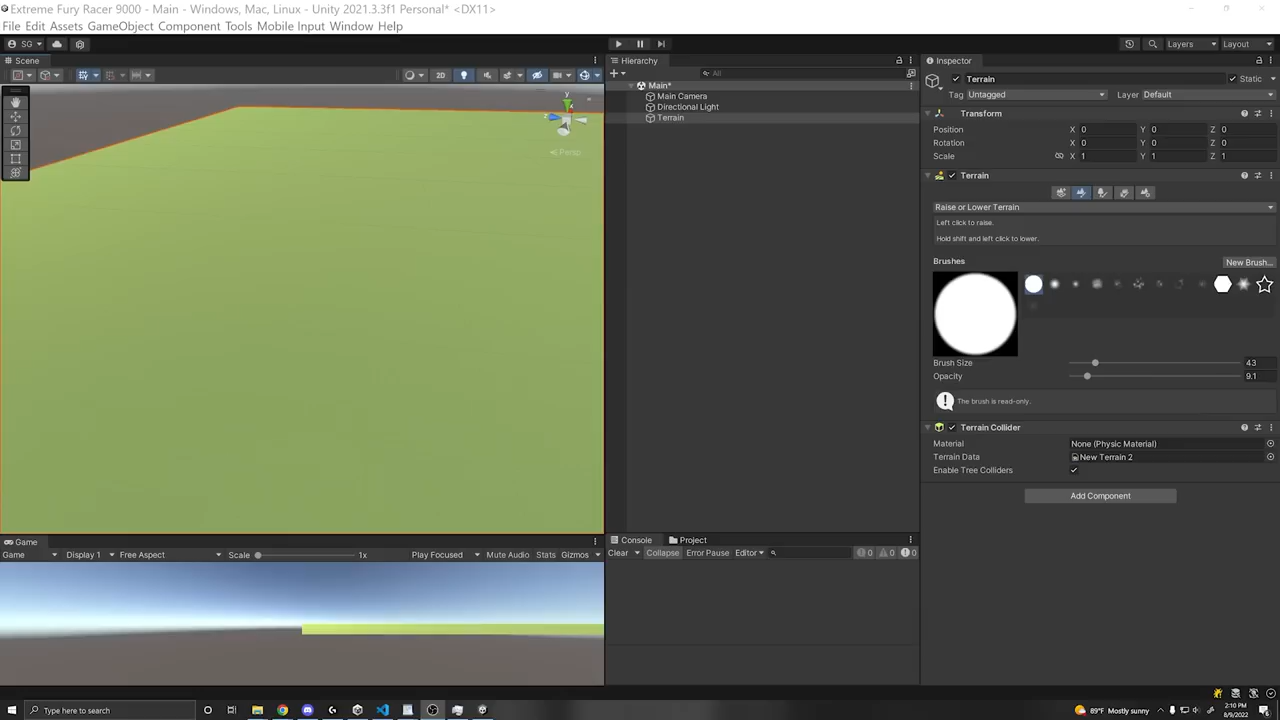 Extreme Fury Racer 9000 - Main - Windows, Mac, Linux - Unity 2021.3.3f1 Personal* <DX11>
File Edit Assets GameObject Component Tools Mobile Input Window Help
SG Layers Layout
Scene
2D
y
x
z
Persp
Game
Game Display 1 Free Aspect Scale 1x Play Focused Mute Audio Stats Gizmos
Hierarchy
All
Main*
Main Camera
Directional Light
Terrain
Console Project
Clear Collapse Error Pause Editor 0 0 0
Inspector
Terrain Static
Tag Untagged Layer Default
Transform
Position X 0 Y 0 Z 0
Rotation X 0 Y 0 Z 0
Scale X 1 Y 1 Z 1
Terrain
Raise or Lower Terrain
Left click to raise.
Hold shift and left click to lower.
Brushes New Brush...
Brush Size 43
Opacity 9.1
The brush is read-only.
Terrain Collider
Material None (Physic Material)
Terrain Data New Terrain 2
Enable Tree Colliders
Add Component
Type here to search
89°F Mostly sunny
2:10 PM
8/9/2022